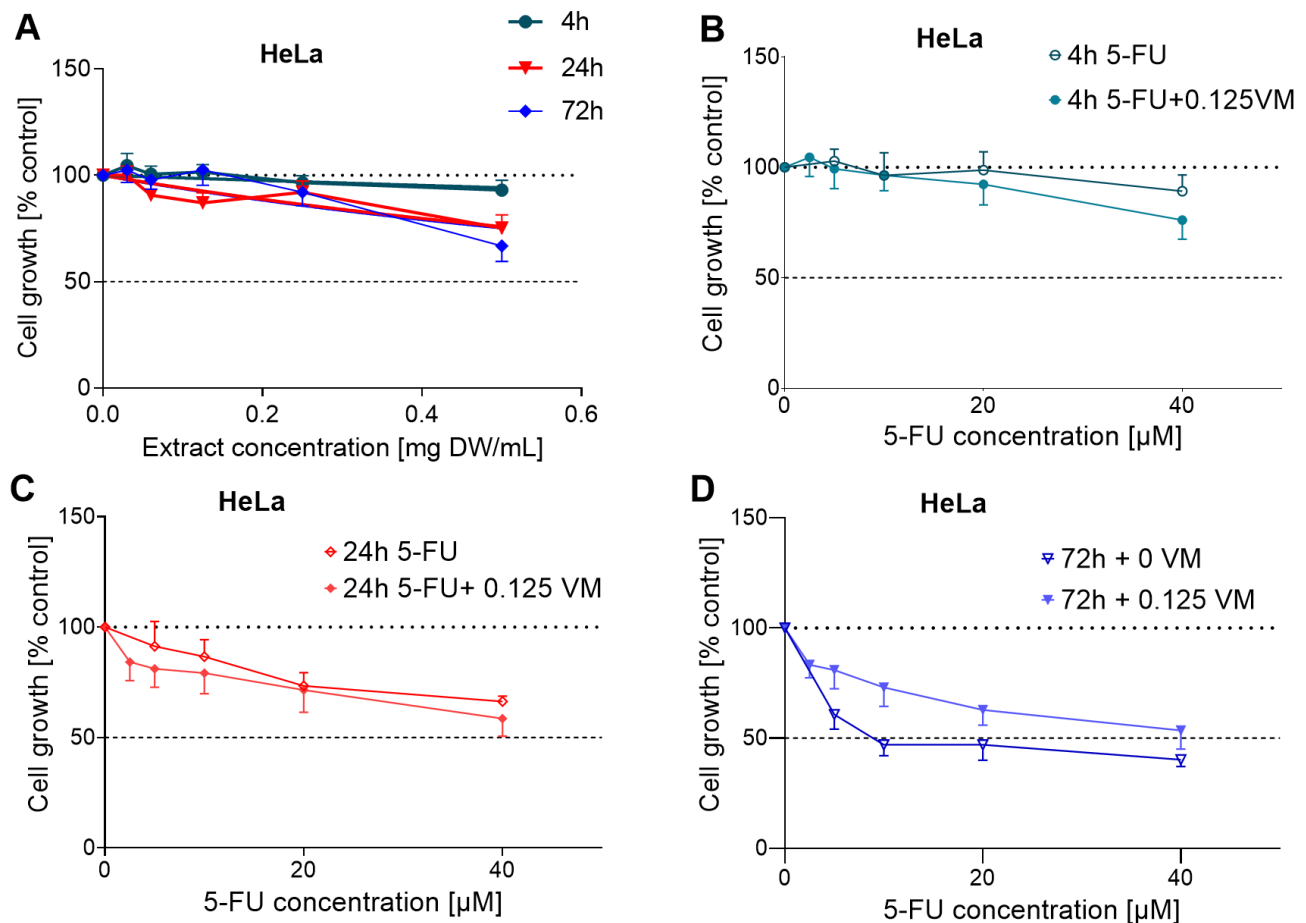 A
HeLa
4h
24h
72h
150
100
50
0
0.0
0.2
0.4
0.6
Cell growth [% control]
Extract concentration [mg DW/mL]
B
HeLa
4h 5-FU
4h 5-FU+0.125VM
150
100
50
0
0
20
40
Cell growth [% control]
5-FU concentration [µM]
C
HeLa
24h 5-FU
24h 5-FU+ 0.125 VM
150
100
50
0
0
20
40
Cell growth [% control]
5-FU concentration [µM]
D
HeLa
72h + 0 VM
72h + 0.125 VM
150
100
50
0
0
20
40
Cell growth [% control]
5-FU concentration [µM]